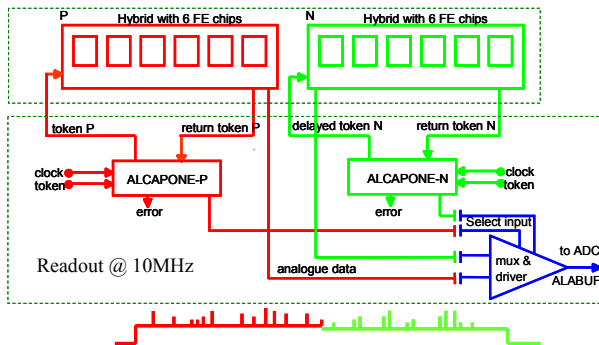 P
Hybrid with 6 FE chips
N
Hybrid with 6 FE chips
token P
return token P
delayed token N
return token N
clock
token
ALCAPONE-P
error
ALCAPONE-N
clock
token
error
Select input
Readout @ 10MHz
analogue data
mux &
driver
to ADC
ALABUF